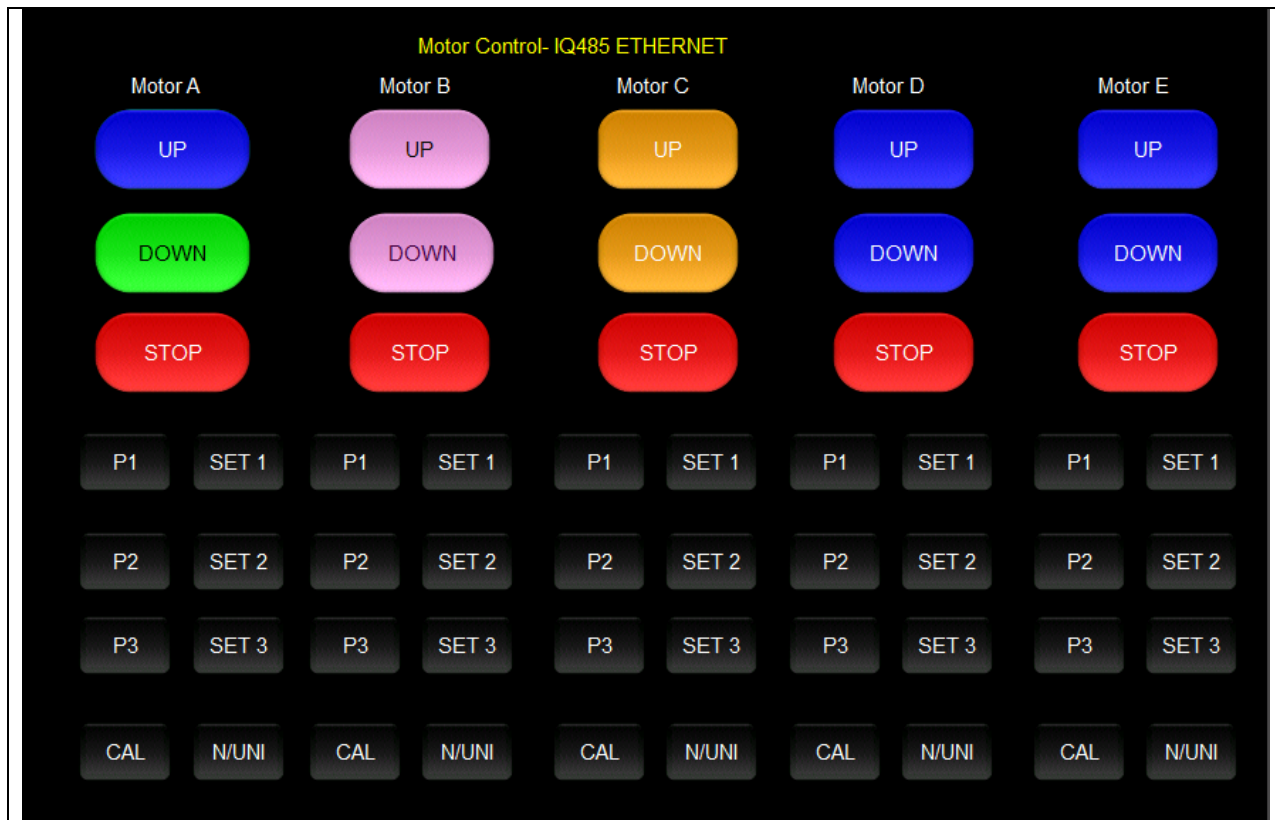 Motor Control- IQ485 ETHERNET
Motor A Motor B Motor C Motor D Motor E
UP UP UP UP UP
DOWN DOWN DOWN DOWN DOWN
STOP STOP STOP STOP STOP
P1 SET 1 P1 SET 1 P1 SET 1 P1 SET 1 P1 SET 1
P2 SET 2 P2 SET 2 P2 SET 2 P2 SET 2 P2 SET 2
P3 SET 3 P3 SET 3 P3 SET 3 P3 SET 3 P3 SET 3
CAL N/UNI CAL N/UNI CAL N/UNI CAL N/UNI CAL N/UNI